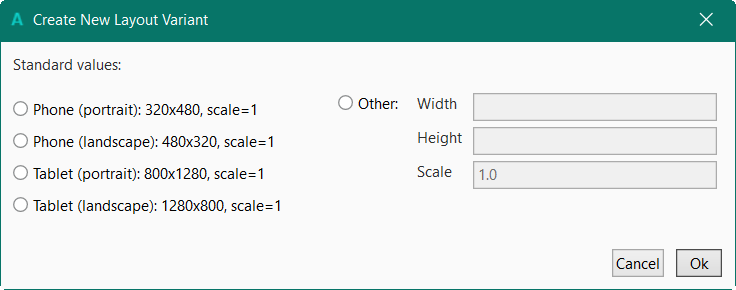 A Create New Layout Variant
Standard values:
Phone (portrait): 320x480, scale=1
Phone (landscape): 480x320, scale=1
Tablet (portrait): 800x1280, scale=1
Tablet (landscape): 1280x800, scale=1
Other:
Width
Height
Scale
1.0
Cancel
Ok